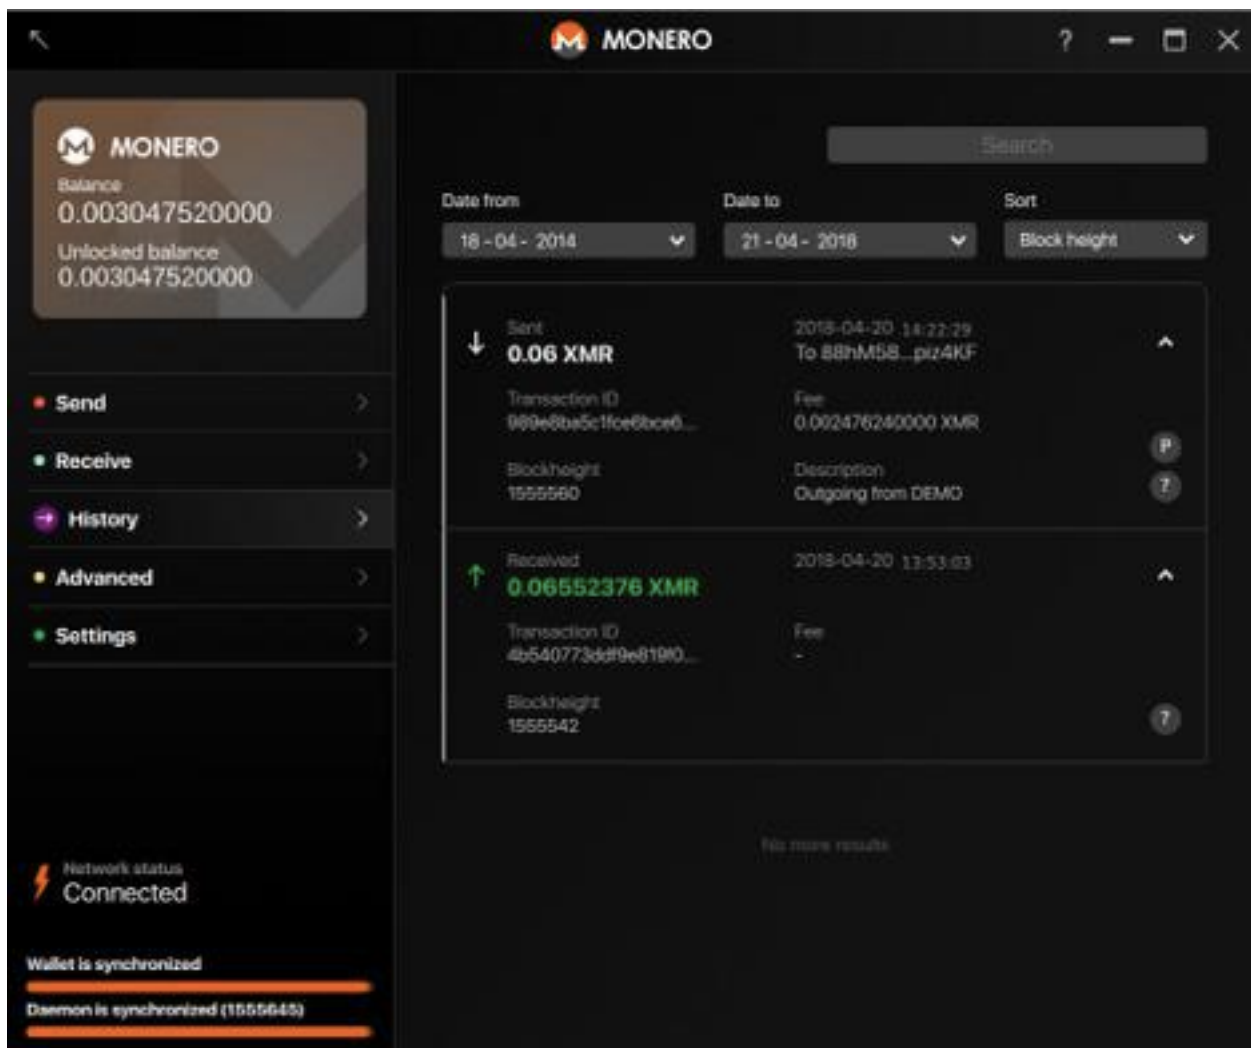 MONERO
?
MONERO
Balance
0.003047520000
Unlocked balance
0.003047520000
Send
Receive
History
Advanced
Settings
Network status
Connected
Wallet is synchronized
Daemon is synchronized (1555645)
Search
Date from
Date to
Sort
18 - 04 - 2014
21 - 04 - 2018
Block height
Sent
2018-04-20 14:22:29
0.06 XMR
To 88hM58...piz4KF
Transaction ID
Fee
989e8ba5c1fce6bce6...
0.002476240000 XMR
P
Blockheight
Description
1555560
Outgoing from DEMO
?
Received
2018-04-20 13:53:03
0.06552376 XMR
Transaction ID
Fee
4b540773ddf9e819f0...
-
Blockheight
1555542
?
No more results